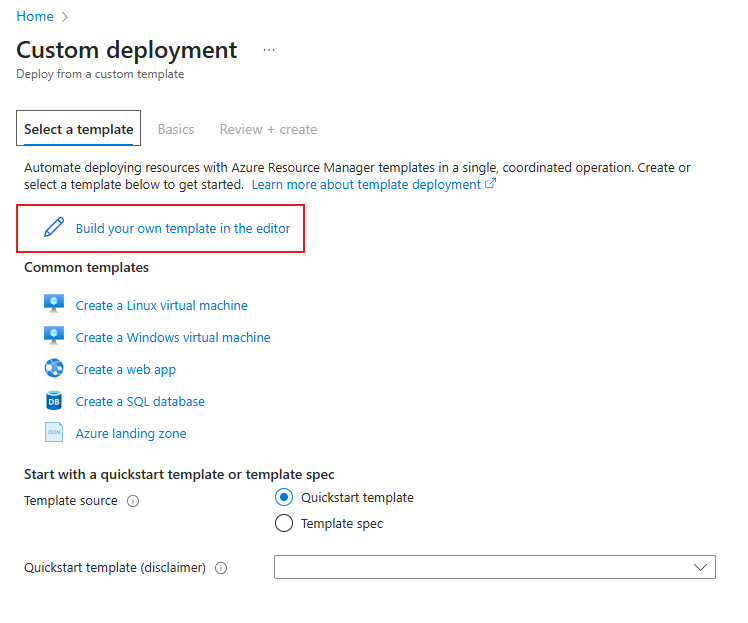 Home
Custom deployment ...
Deploy from a custom template
Select a template Basics Review + create
Automate deploying resources with Azure Resource Manager templates in a single, coordinated operation. Create or
select a template below to get started. Learn more about template deployment
Build your own template in the editor
Common templates
Create a Linux virtual machine
Create a Windows virtual machine
Create a web app
DB Create a SQL database
JSON Azure landing zone
Start with a quickstart template or template spec
Template source Quickstart template
Template spec
Quickstart template (disclaimer)